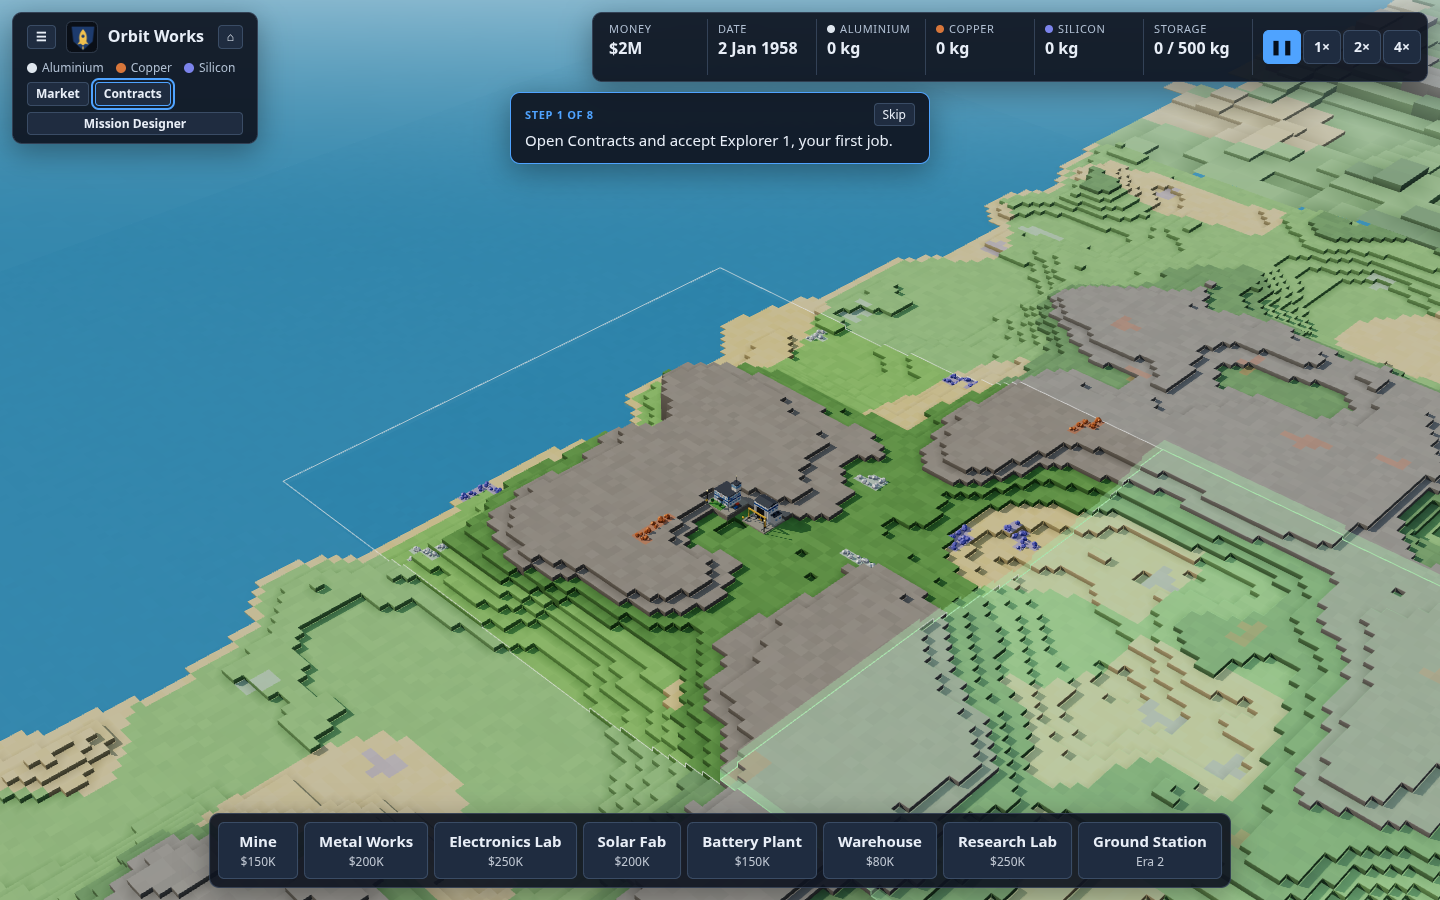 ☰ Orbit Works ⌂
Aluminium Copper Silicon
Market Contracts
Mission Designer
MONEY
$2M
DATE
2 Jan 1958
ALUMINIUM
0 kg
COPPER
0 kg
SILICON
0 kg
STORAGE
0 / 500 kg
❚❚ 1× 2× 4×
STEP 1 OF 8
Skip
Open Contracts and accept Explorer 1, your first job.
Mine
$150K
Metal Works
$200K
Electronics Lab
$250K
Solar Fab
$200K
Battery Plant
$150K
Warehouse
$80K
Research Lab
$250K
Ground Station
Era 2